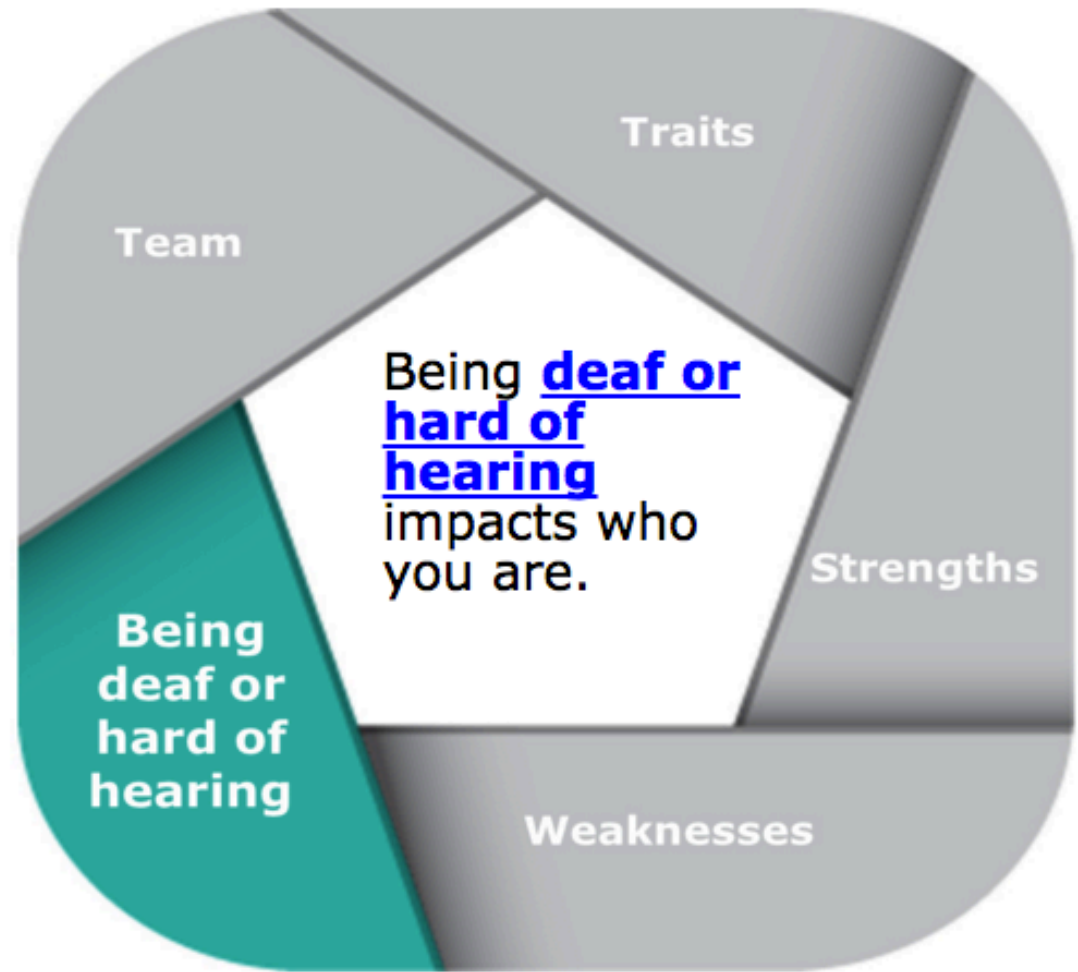 Traits
Team
Being deaf or
hard of
hearing
impacts who
you are.
Strengths
Being
deaf or
hard of
hearing
Weaknesses